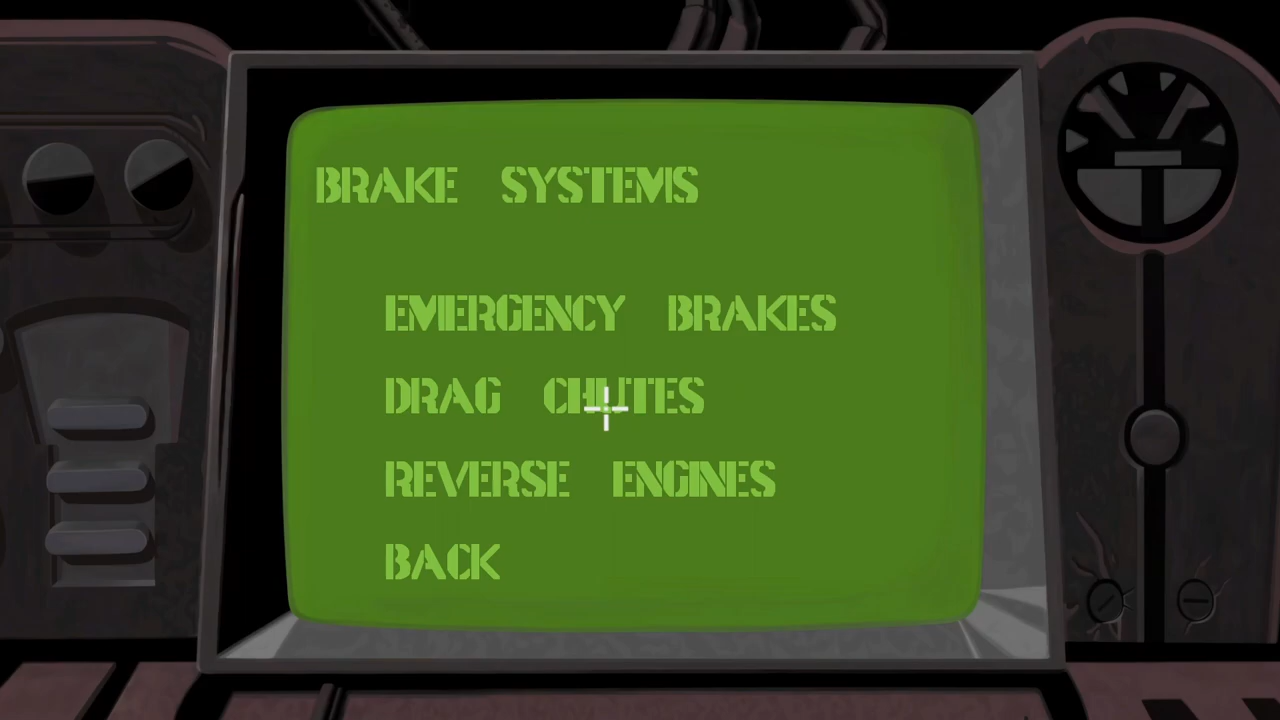 BRAKE SYSTEMS
EMERGENCY BRAKES
DRAG CHUTES
REVERSE ENGINES
BACK